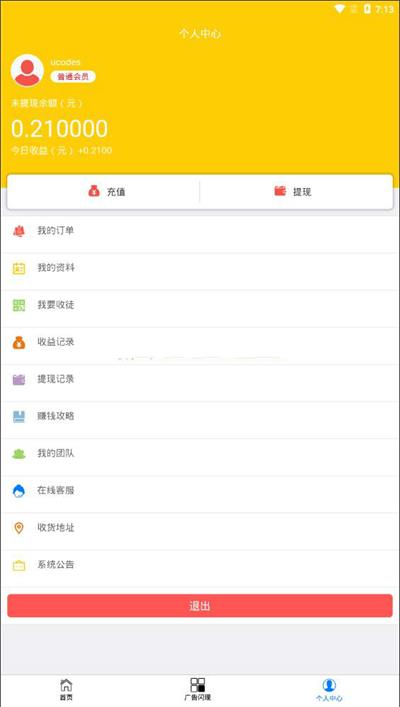 7:13
个人中心
ucodes
普通会员
未提现余额（元）
0.210000
今日收益（元）+0.2100
充值
提现
我的订单
我的资料
我要收徒
收益记录
提现记录
赚钱攻略
我的团队
在线客服
收货地址
系统公告
退出
首页
广告闪现
个人中心